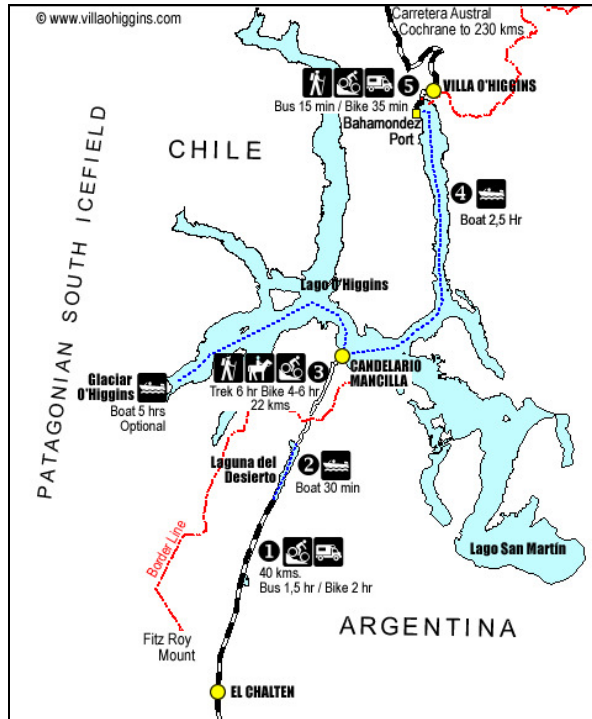 © www.villaohiggins.com
Carretera Austral
Cochrane to 230 kms
5
VILLA O'HIGGINS
Bus 15 min / Bike 35 min
Bahamondez
Port
CHILE
PATAGONIAN SOUTH ICEFIELD
4
Boat 2,5 Hr
Lago O'Higgins
CANDELARIO
MANCILLA
3
Trek 6 hr Bike 4-6 hr
22 kms
Glaciar
O'Higgins
Boat 5 hrs
Optional
Laguna del
Desierto
2
Boat 30 min
Lago San Martín
Border Line
1
40 kms.
Bus 1,5 hr / Bike 2 hr
ARGENTINA
Fitz Roy
Mount
EL CHALTEN